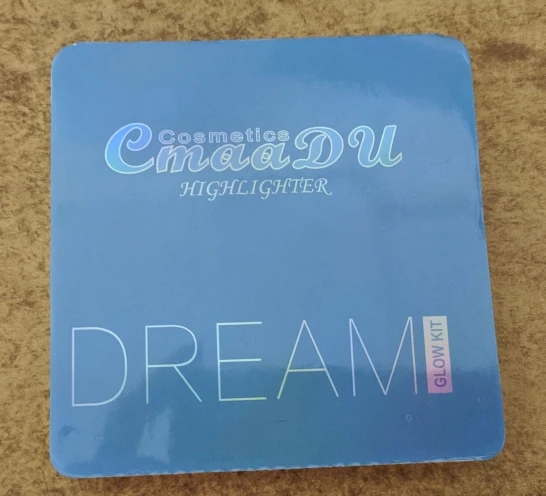 Cosmetics
CmaaDU
HIGHLIGHTER
DREAM
GLOW KIT